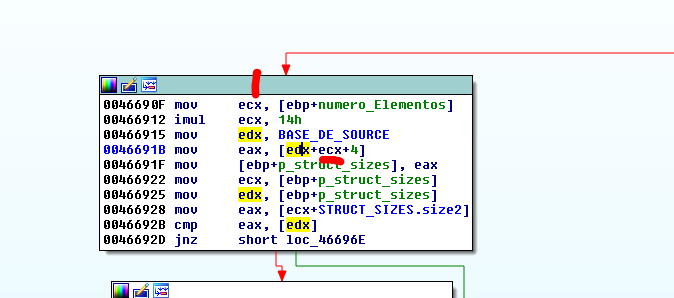 0046690F mov ecx, [ebp+numero_Elementos]
00466912 imul ecx, 14h
00466915 mov edx, BASE_DE_SOURCE
0046691B mov eax, [edx+ecx+4]
0046691F mov [ebp+p_struct_sizes], eax
00466922 mov ecx, [ebp+p_struct_sizes]
00466925 mov edx, [ebp+p_struct_sizes]
00466928 mov eax, [ecx+STRUCT_SIZES.size2]
0046692B cmp eax, [edx]
0046692D jnz short loc_46696E